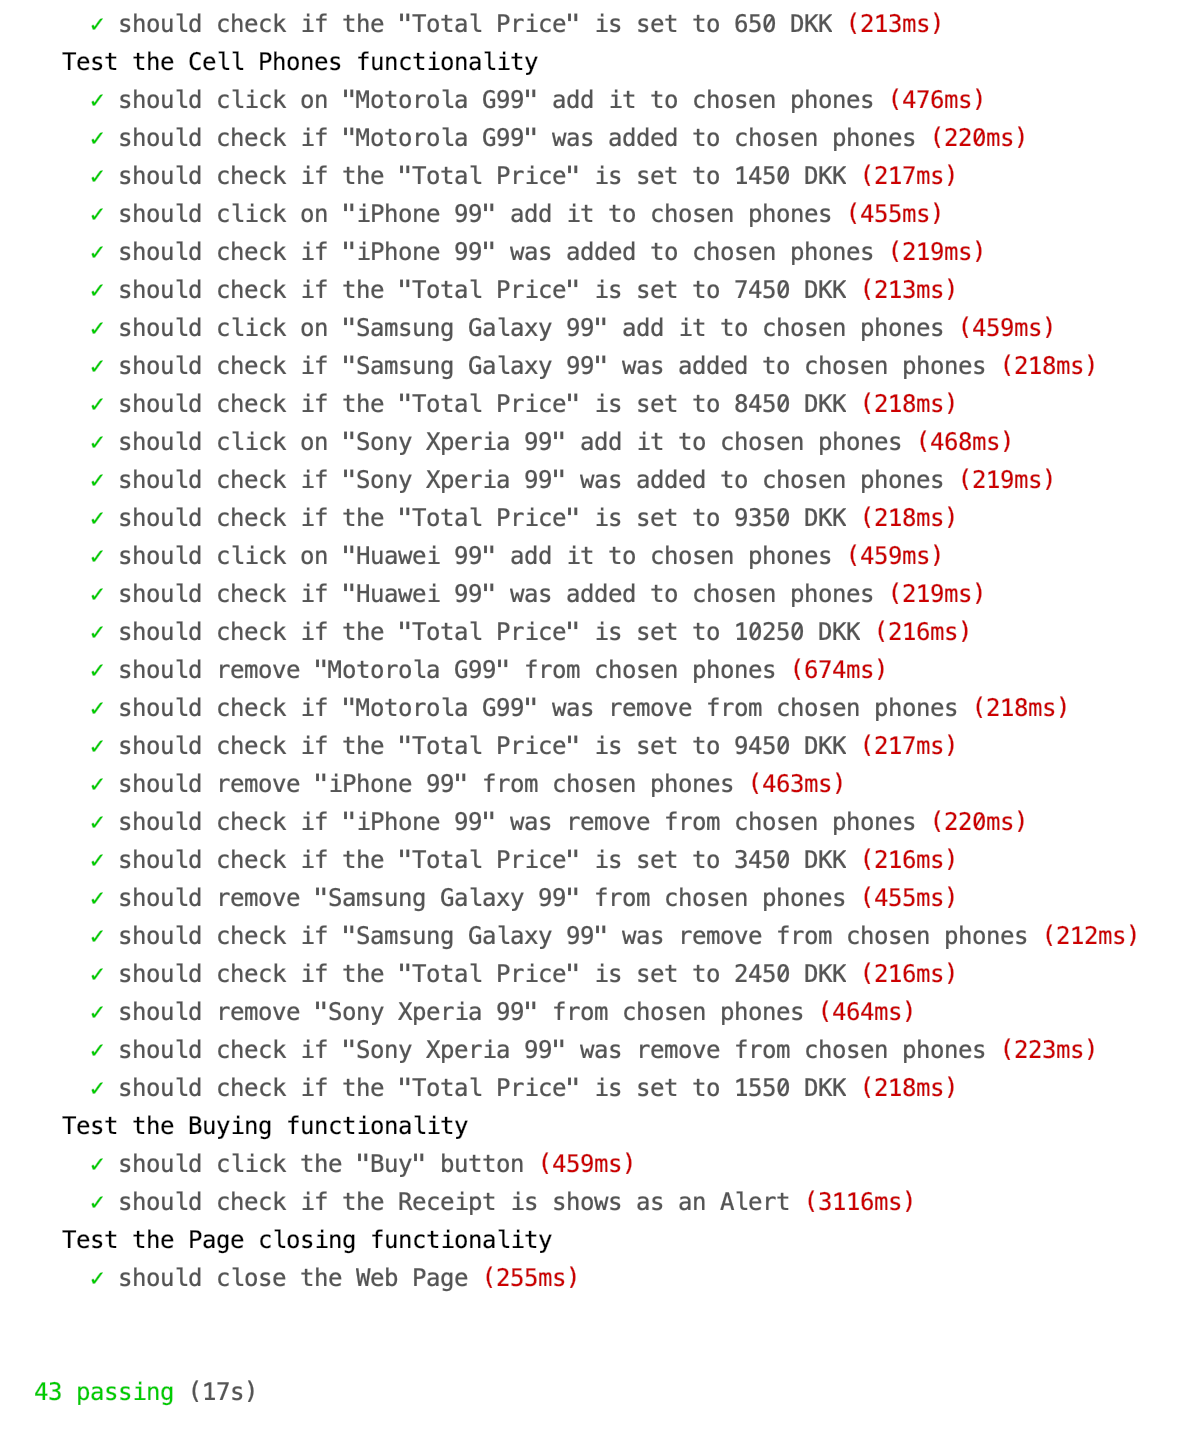 ✓ should check if the "Total Price" is set to 650 DKK (213ms)
Test the Cell Phones functionality
✓ should click on "Motorola G99" add it to chosen phones (476ms)
✓ should check if "Motorola G99" was added to chosen phones (220ms)
✓ should check if the "Total Price" is set to 1450 DKK (217ms)
✓ should click on "iPhone 99" add it to chosen phones (455ms)
✓ should check if "iPhone 99" was added to chosen phones (219ms)
✓ should check if the "Total Price" is set to 7450 DKK (213ms)
✓ should click on "Samsung Galaxy 99" add it to chosen phones (459ms)
✓ should check if "Samsung Galaxy 99" was added to chosen phones (218ms)
✓ should check if the "Total Price" is set to 8450 DKK (218ms)
✓ should click on "Sony Xperia 99" add it to chosen phones (468ms)
✓ should check if "Sony Xperia 99" was added to chosen phones (219ms)
✓ should check if the "Total Price" is set to 9350 DKK (218ms)
✓ should click on "Huawei 99" add it to chosen phones (459ms)
✓ should check if "Huawei 99" was added to chosen phones (219ms)
✓ should check if the "Total Price" is set to 10250 DKK (216ms)
✓ should remove "Motorola G99" from chosen phones (674ms)
✓ should check if "Motorola G99" was remove from chosen phones (218ms)
✓ should check if the "Total Price" is set to 9450 DKK (217ms)
✓ should remove "iPhone 99" from chosen phones (463ms)
✓ should check if "iPhone 99" was remove from chosen phones (220ms)
✓ should check if the "Total Price" is set to 3450 DKK (216ms)
✓ should remove "Samsung Galaxy 99" from chosen phones (455ms)
✓ should check if "Samsung Galaxy 99" was remove from chosen phones (212ms)
✓ should check if the "Total Price" is set to 2450 DKK (216ms)
✓ should remove "Sony Xperia 99" from chosen phones (464ms)
✓ should check if "Sony Xperia 99" was remove from chosen phones (223ms)
✓ should check if the "Total Price" is set to 1550 DKK (218ms)
Test the Buying functionality
✓ should click the "Buy" button (459ms)
✓ should check if the Receipt is shows as an Alert (3116ms)
Test the Page closing functionality
✓ should close the Web Page (255ms)
43 passing (17s)